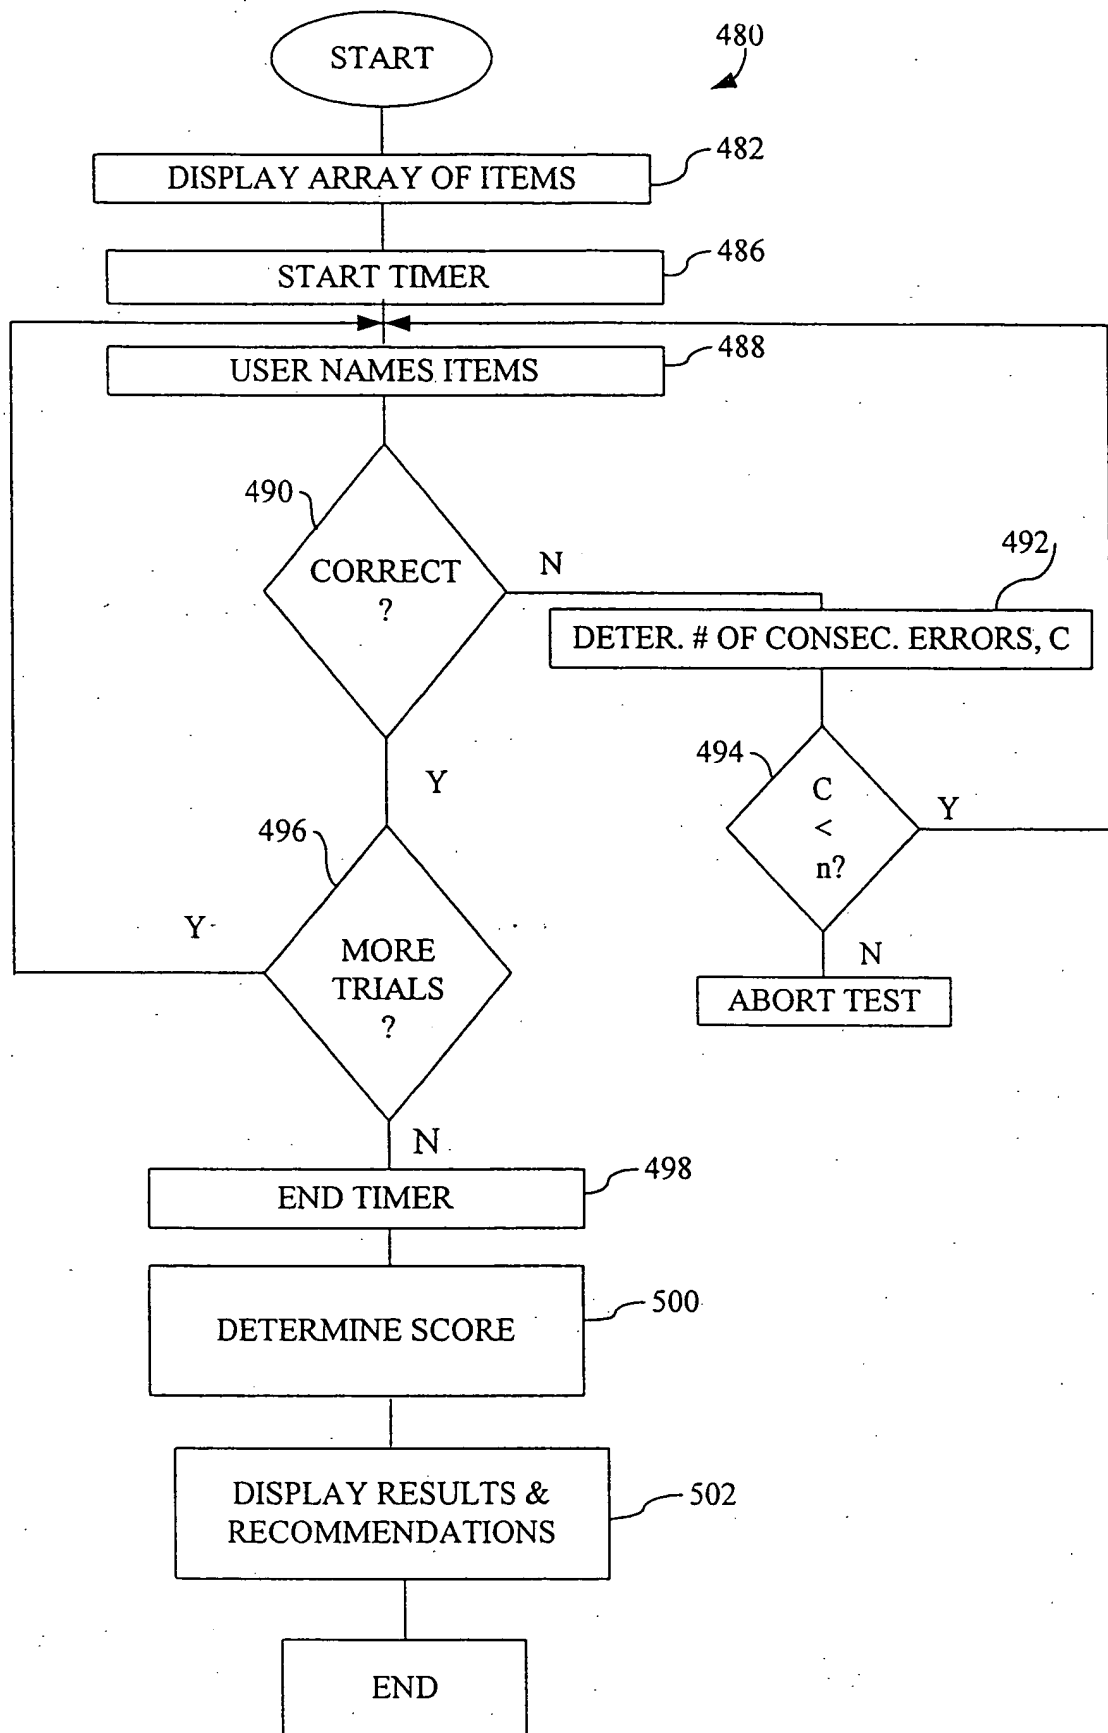 START
480
482
DISPLAY ARRAY OF ITEMS
486
START TIMER
488
USER NAMES ITEMS
490
CORRECT
?
N
492
DETER. # OF CONSEC. ERRORS, C
Y
494
C
<
n?
Y
496
Y
MORE
TRIALS
?
N
ABORT TEST
N
498
END TIMER
500
DETERMINE SCORE
502
DISPLAY RESULTS &
RECOMMENDATIONS
END